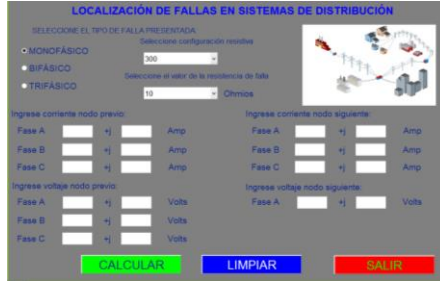 LOCALIZACIÓN DE FALLAS EN SISTEMAS DE DISTRIBUCIÓN
SELECCIONE EL TIPO DE FALLA PRESENTADA
MONOFÁSICO
BIFÁSICO
TRIFÁSICO
Seleccione configuración resistiva
300
Seleccione el valor de la resistencia de falla
10 Ohmios
Ingrese corriente nodo previo:
Fase A +j Amp
Fase B +j Amp
Fase C +j Amp
Ingrese corriente nodo siguiente:
Fase A +j Amp
Fase B +j Amp
Fase C +j Amp
Ingrese voltaje nodo previo:
Fase A +j Volts
Fase B +j Volts
Fase C +j Volts
Ingrese voltaje nodo siguiente:
Fase A +j Volts
CALCULAR LIMPIAR SALIR